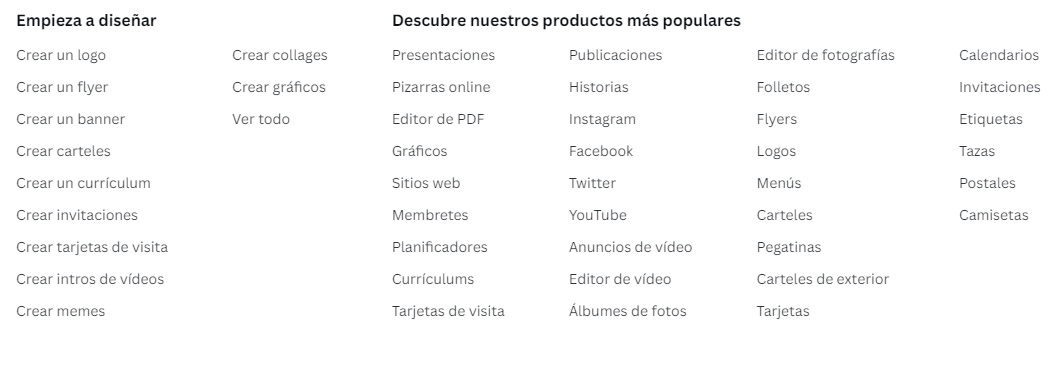 Empieza a diseñar
Crear un logo
Crear un flyer
Crear un banner
Crear carteles
Crear un currículum
Crear invitaciones
Crear tarjetas de visita
Crear intros de vídeos
Crear memes
Crear collages
Crear gráficos
Ver todo
Descubre nuestros productos más populares
Presentaciones
Pizarras online
Editor de PDF
Gráficos
Sitios web
Membretes
Planificadores
Currículums
Tarjetas de visita
Publicaciones
Historias
Instagram
Facebook
Twitter
YouTube
Anuncios de vídeo
Editor de vídeo
Álbumes de fotos
Editor de fotografías
Folletos
Flyers
Logos
Menús
Carteles
Pegatinas
Carteles de exterior
Tarjetas
Calendarios
Invitaciones
Etiquetas
Tazas
Postales
Camisetas